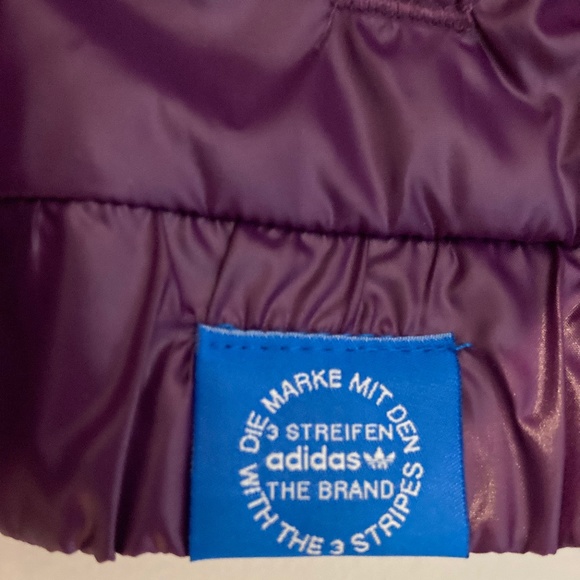 DIE MARKE MIT DEN
3 STREIFEN
adidas
THE BRAND
WITH THE 3 STRIPES